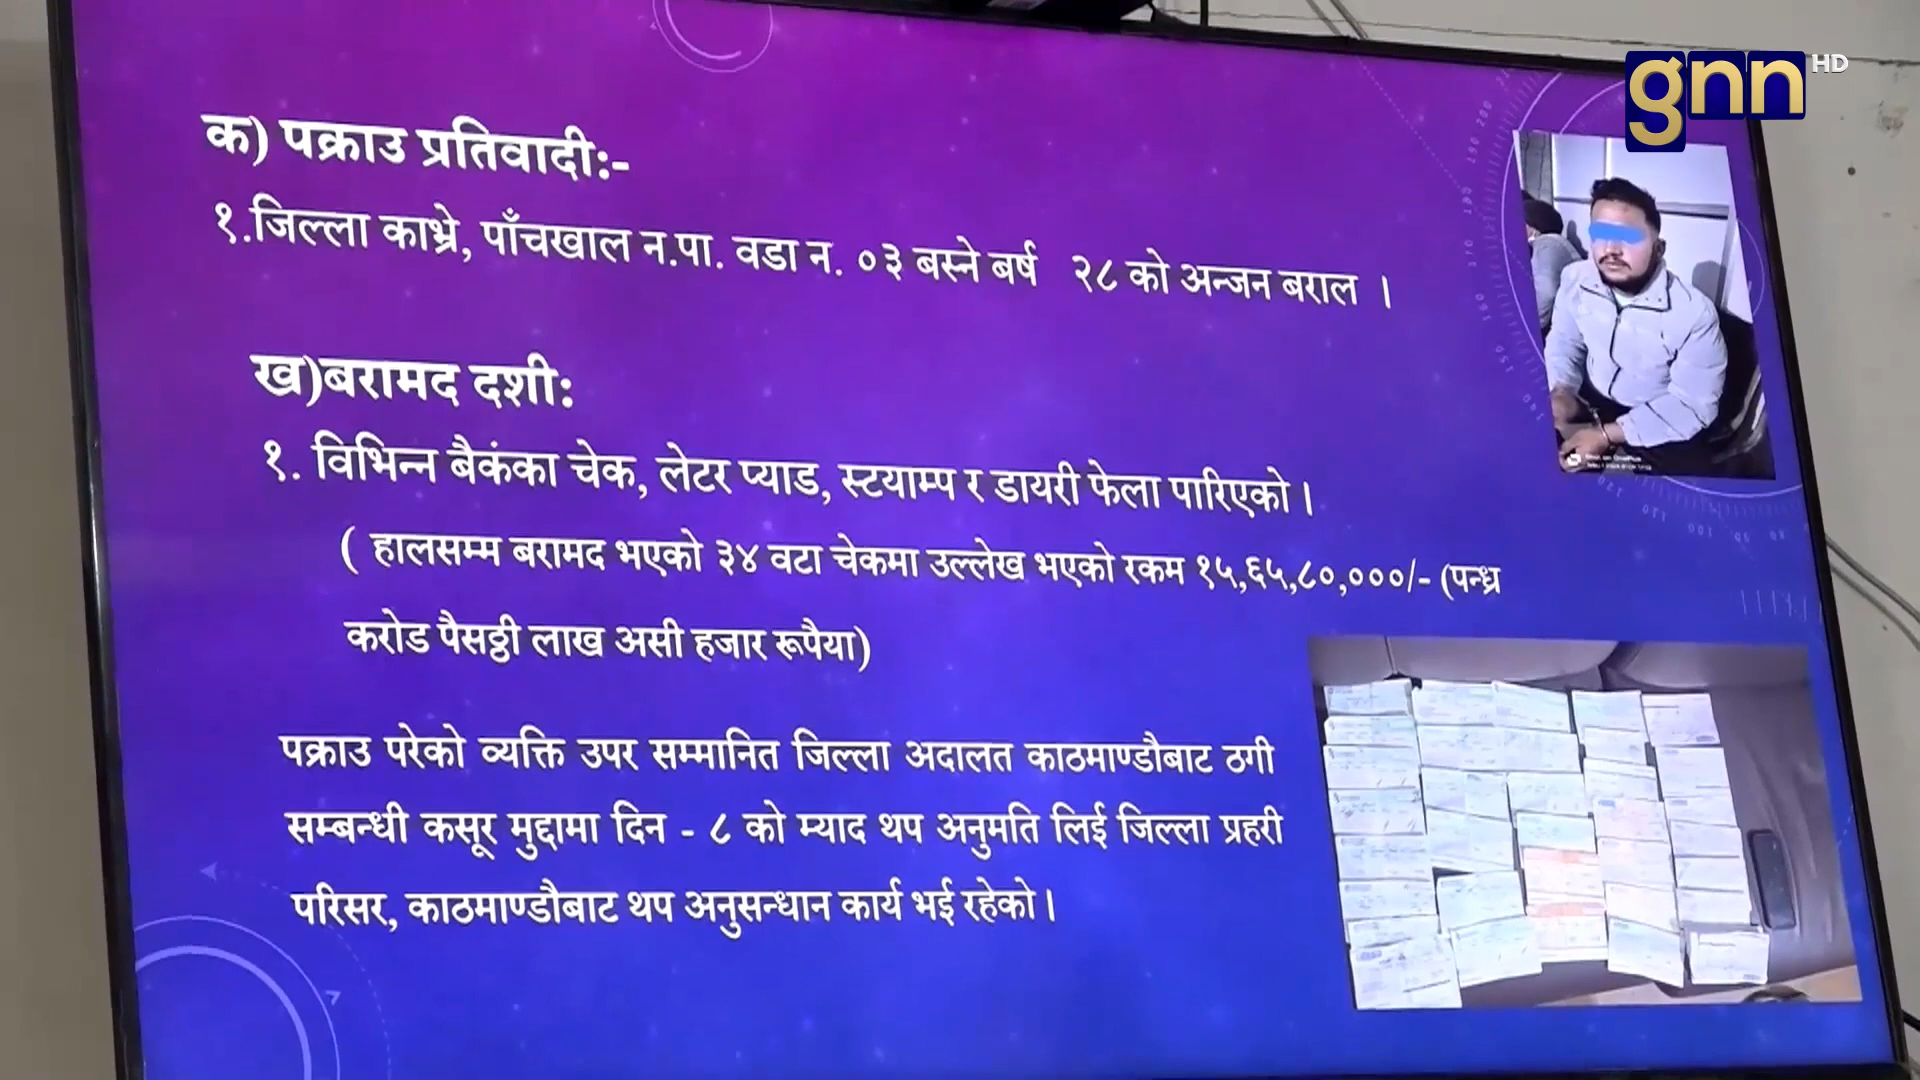 gnn HD
क) पक्राउ प्रतिवादी:-
१.जिल्ला काभ्रे, पाँचखाल न.पा. वडा न. ०३ बस्ने बर्ष २८ को अन्जन बराल ।
ख)बरामद दशी:
१. विभिन्न बैकंका चेक, लेटर प्याड, स्टयाम्प र डायरी फेला पारिएको ।
( हालसम्म बरामद भएको ३४ वटा चेकमा उल्लेख भएको रकम १५,६५,८०,०००/- (पन्ध्र
करोड पैसठ्ठी लाख असी हजार रूपैया)
पक्राउ परेको व्यक्ति उपर सम्मानित जिल्ला अदालत काठमाण्डौबाट ठगी
सम्बन्धी कसूर मुद्दामा दिन - ८ को म्याद थप अनुमति लिई जिल्ला प्रहरी
परिसर, काठमाण्डौबाट थप अनुसन्धान कार्य भई रहेको ।